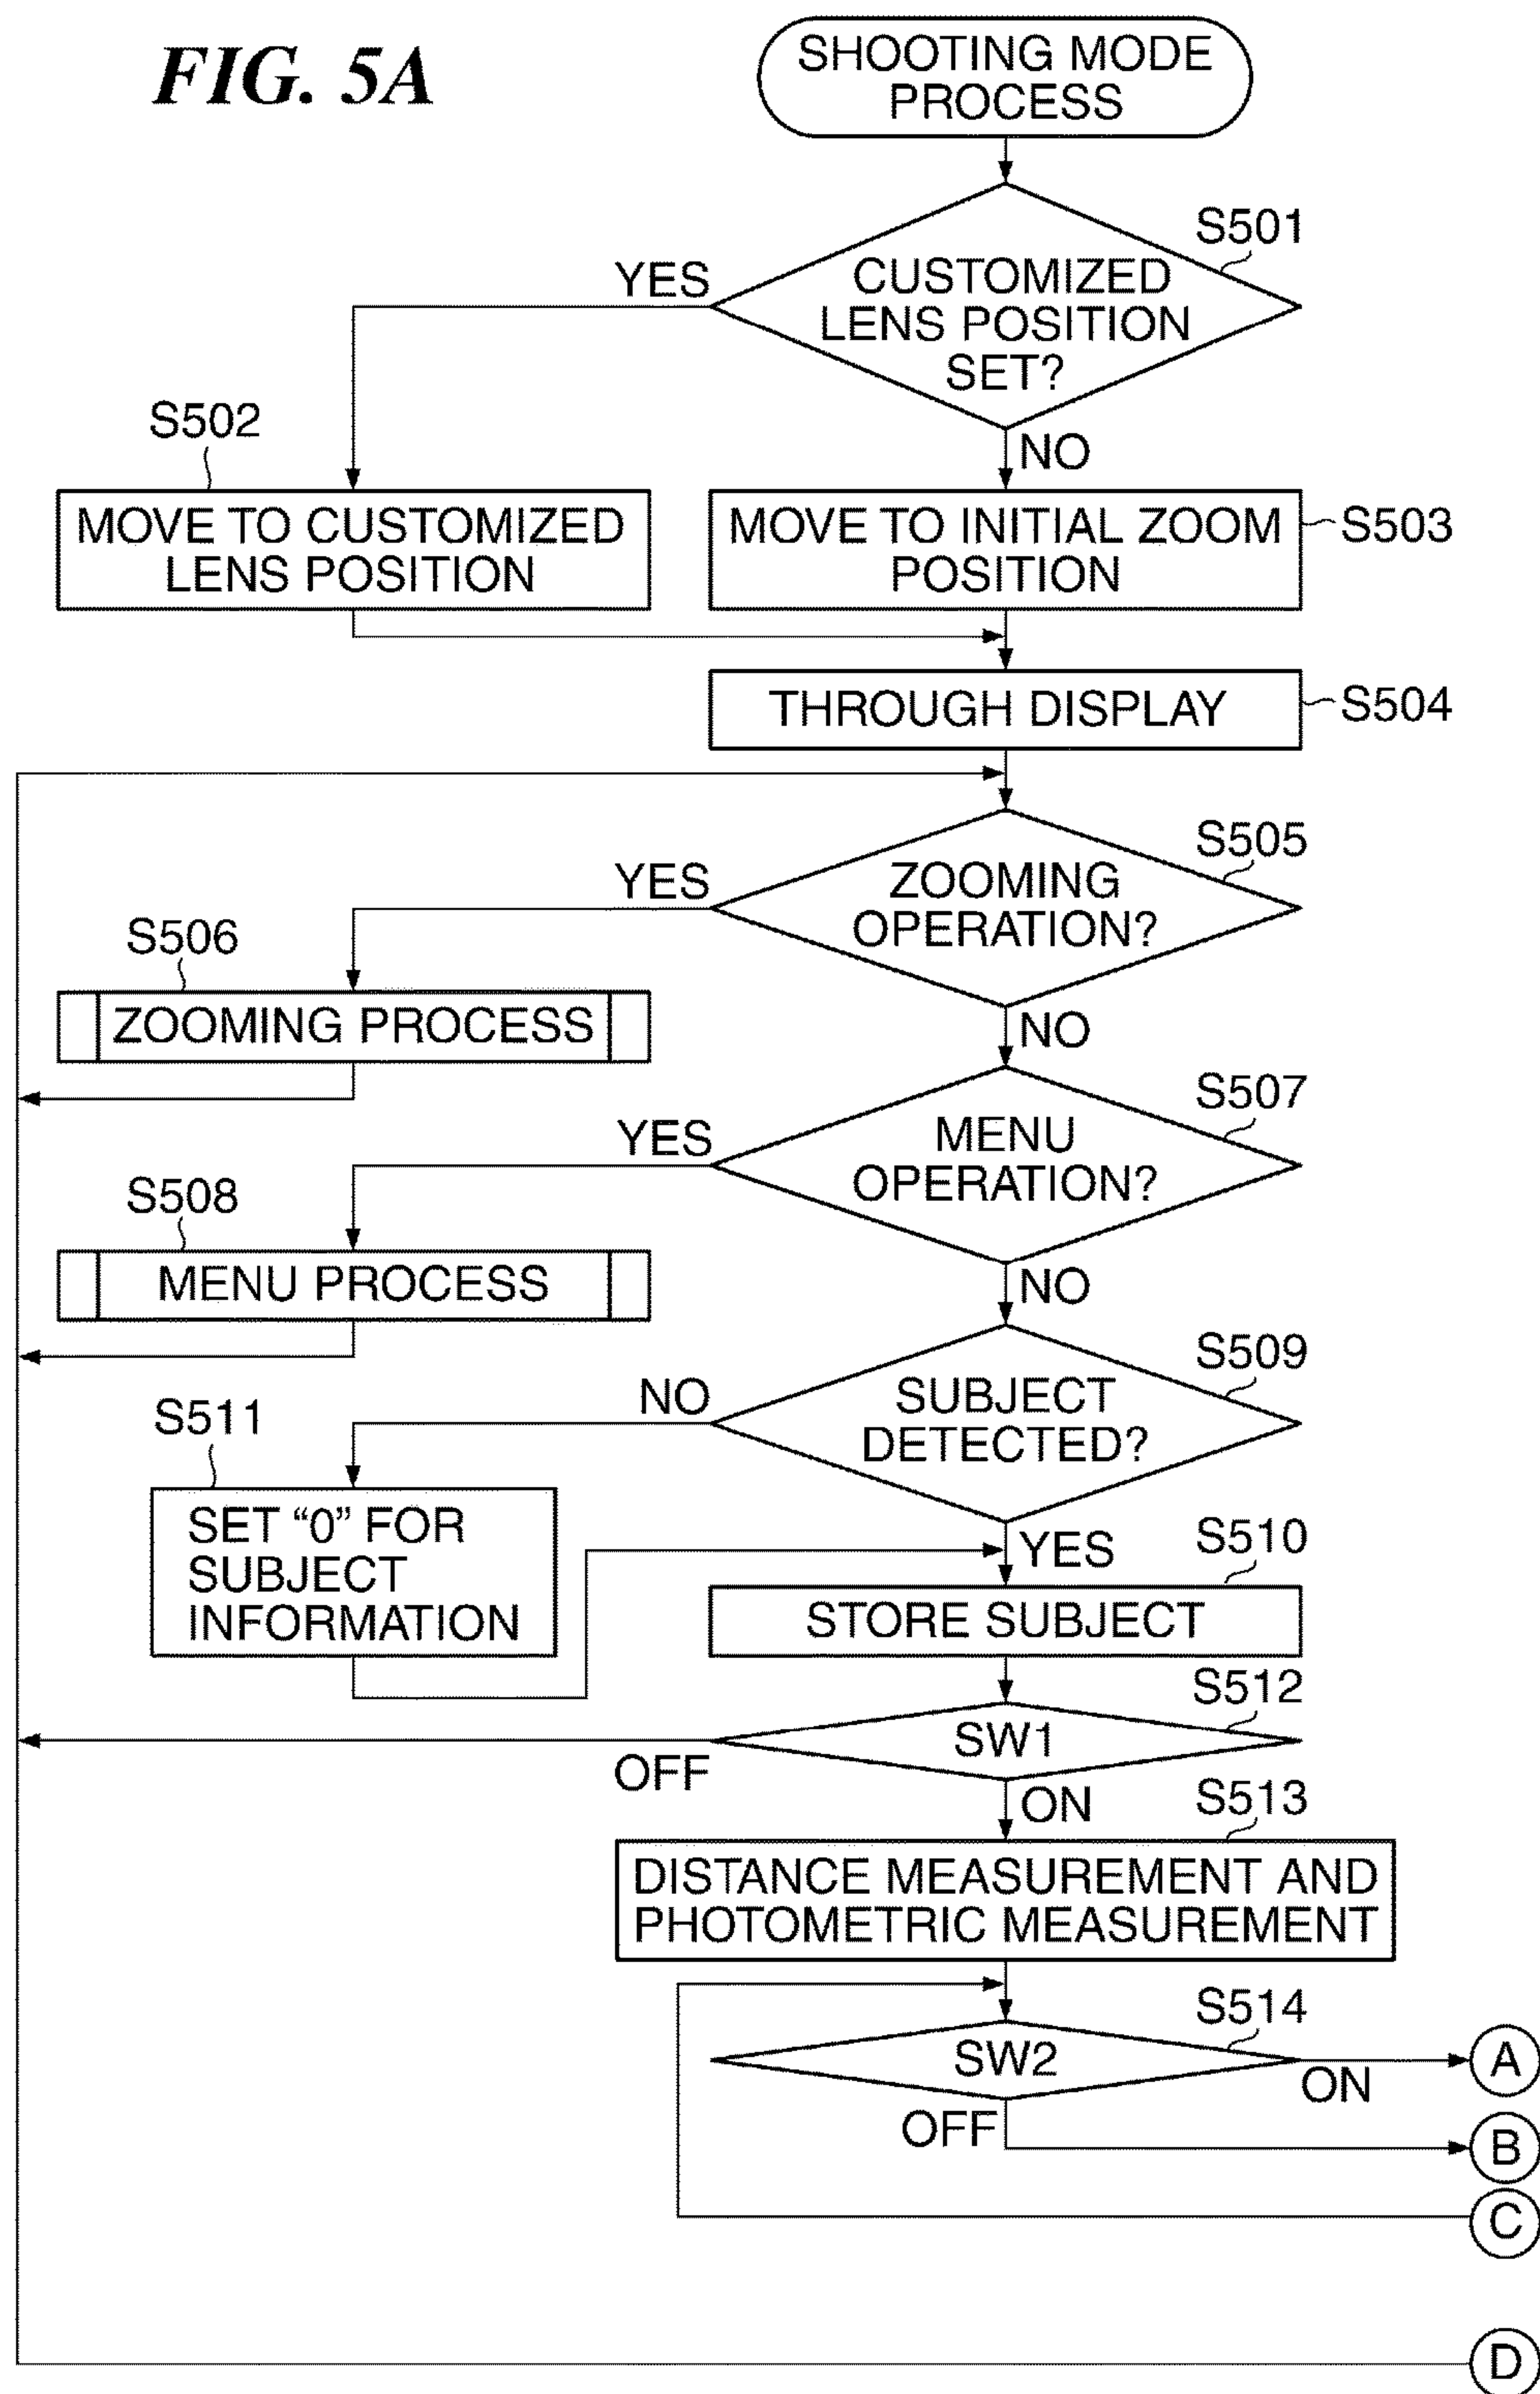 FIG. 5A
SHOOTING MODE
PROCESS
S501
CUSTOMIZED
LENS POSITION
SET?
YES
NO
S502
MOVE TO CUSTOMIZED
LENS POSITION
MOVE TO INITIAL ZOOM
POSITION
S503
THROUGH DISPLAY
S504
S505
ZOOMING
OPERATION?
YES
NO
S506
ZOOMING PROCESS
S507
MENU
OPERATION?
YES
NO
S508
MENU PROCESS
S509
SUBJECT
DETECTED?
NO
YES
S511
SET “0” FOR
SUBJECT
INFORMATION
S510
STORE SUBJECT
S512
SW1
OFF
ON
S513
DISTANCE MEASUREMENT AND
PHOTOMETRIC MEASUREMENT
S514
SW2
ON
A
OFF
B
C
D